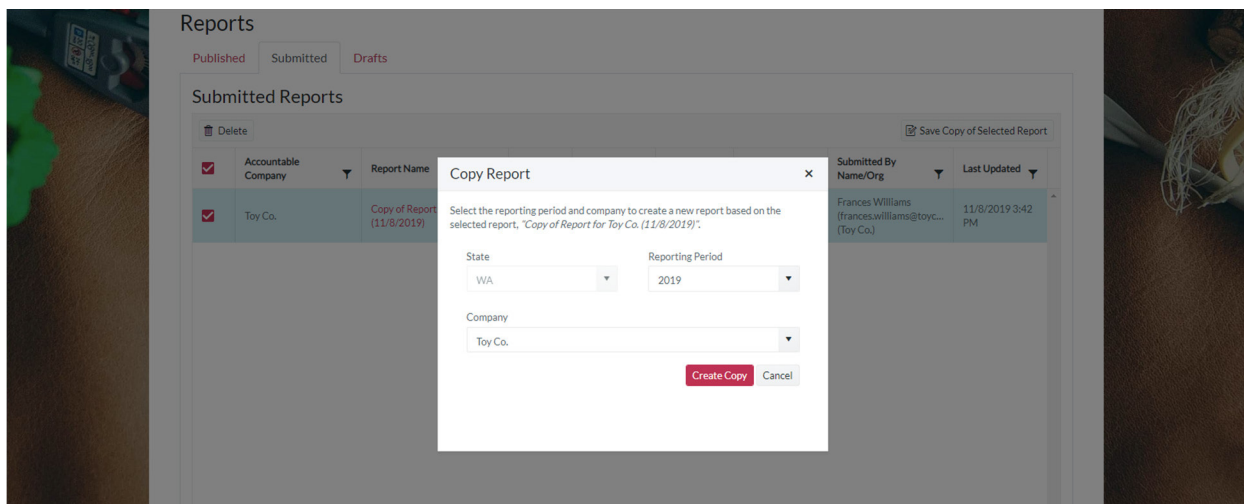 Reports
Published Submitted Drafts
Submitted Reports
Delete Save Copy of Selected Report
Accountable Company Report Name Submitted By Name/Org Last Updated
Toy Co. Copy of Report (11/8/2019) Frances Williams (frances.williams@toyc... (Toy Co.) 11/8/2019 3:42 PM
Copy Report ×
Select the reporting period and company to create a new report based on the
selected report, "Copy of Report for Toy Co. (11/8/2019)".
State Reporting Period
WA 2019
Company
Toy Co.
Create Copy Cancel